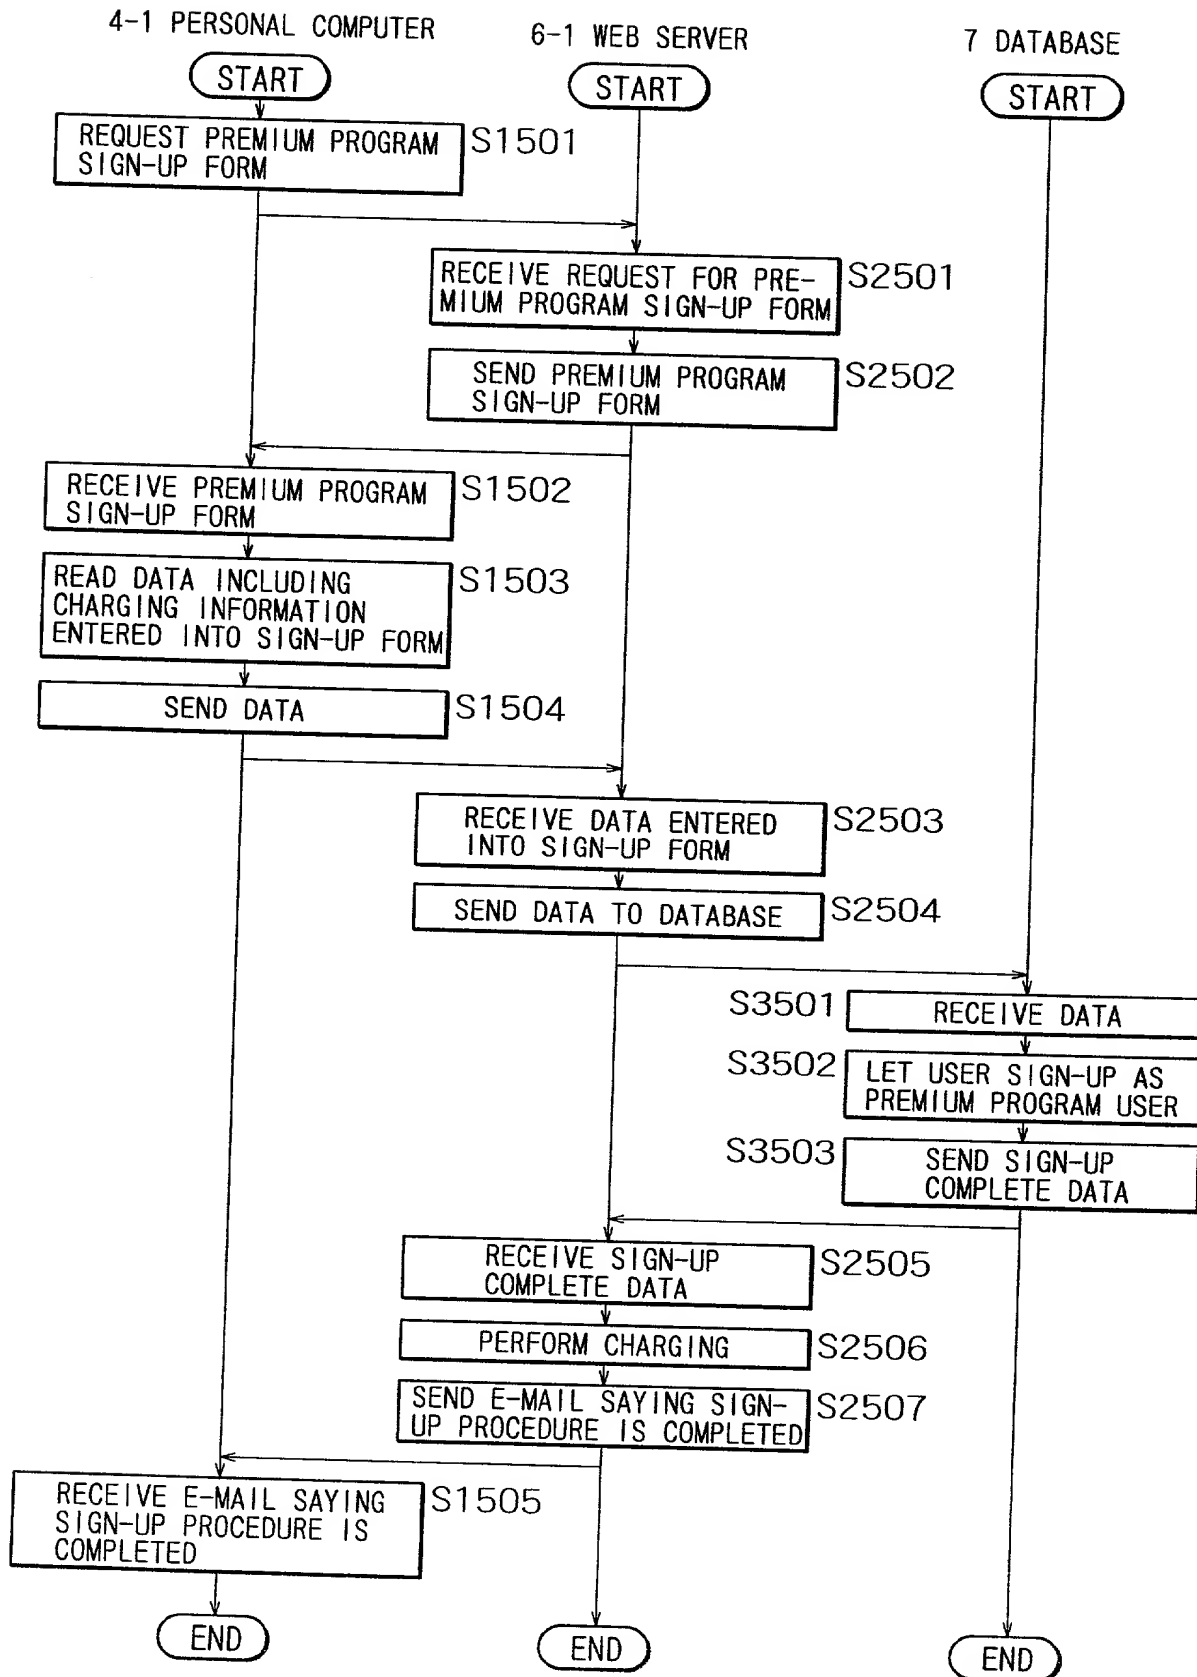 4-1 PERSONAL COMPUTER
6-1 WEB SERVER
7 DATABASE
START
START
START
REQUEST PREMIUM PROGRAM
SIGN-UP FORM
S1501
RECEIVE REQUEST FOR PRE-
MIUM PROGRAM SIGN-UP FORM
S2501
SEND PREMIUM PROGRAM
SIGN-UP FORM
S2502
RECEIVE PREMIUM PROGRAM
SIGN-UP FORM
S1502
READ DATA INCLUDING
CHARGING INFORMATION
ENTERED INTO SIGN-UP FORM
S1503
SEND DATA
S1504
RECEIVE DATA ENTERED
INTO SIGN-UP FORM
S2503
SEND DATA TO DATABASE
S2504
S3501
RECEIVE DATA
S3502
LET USER SIGN-UP AS
PREMIUM PROGRAM USER
S3503
SEND SIGN-UP
COMPLETE DATA
RECEIVE SIGN-UP
COMPLETE DATA
S2505
PERFORM CHARGING
S2506
SEND E-MAIL SAYING SIGN-
UP PROCEDURE IS COMPLETED
S2507
RECEIVE E-MAIL SAYING
SIGN-UP PROCEDURE IS
COMPLETED
S1505
END
END
END